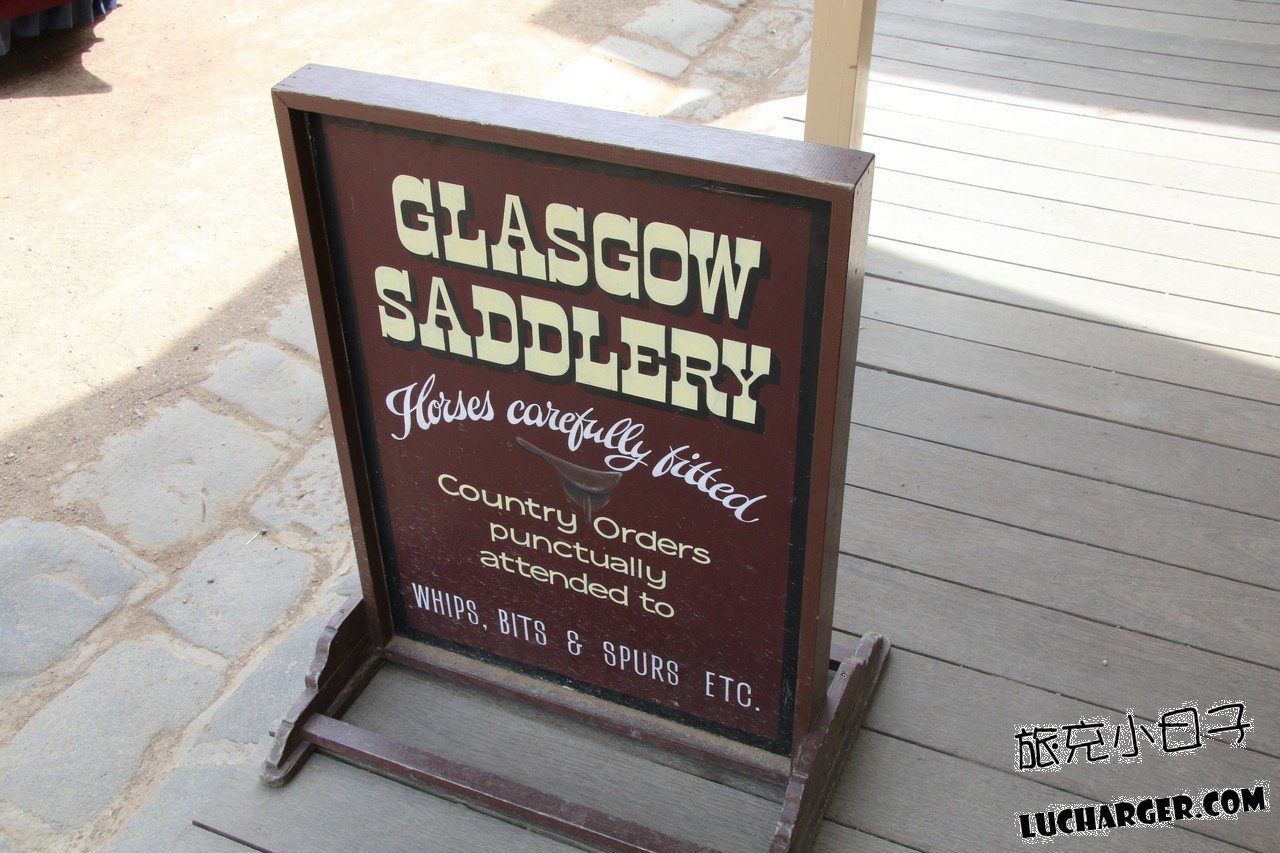 GLASGOW
SADDLERY
Horses carefully fitted
Country Orders
punctually
attended to
WHIPS, BITS & SPURS ETC.
旅克小日子
LUCHARGER.COM